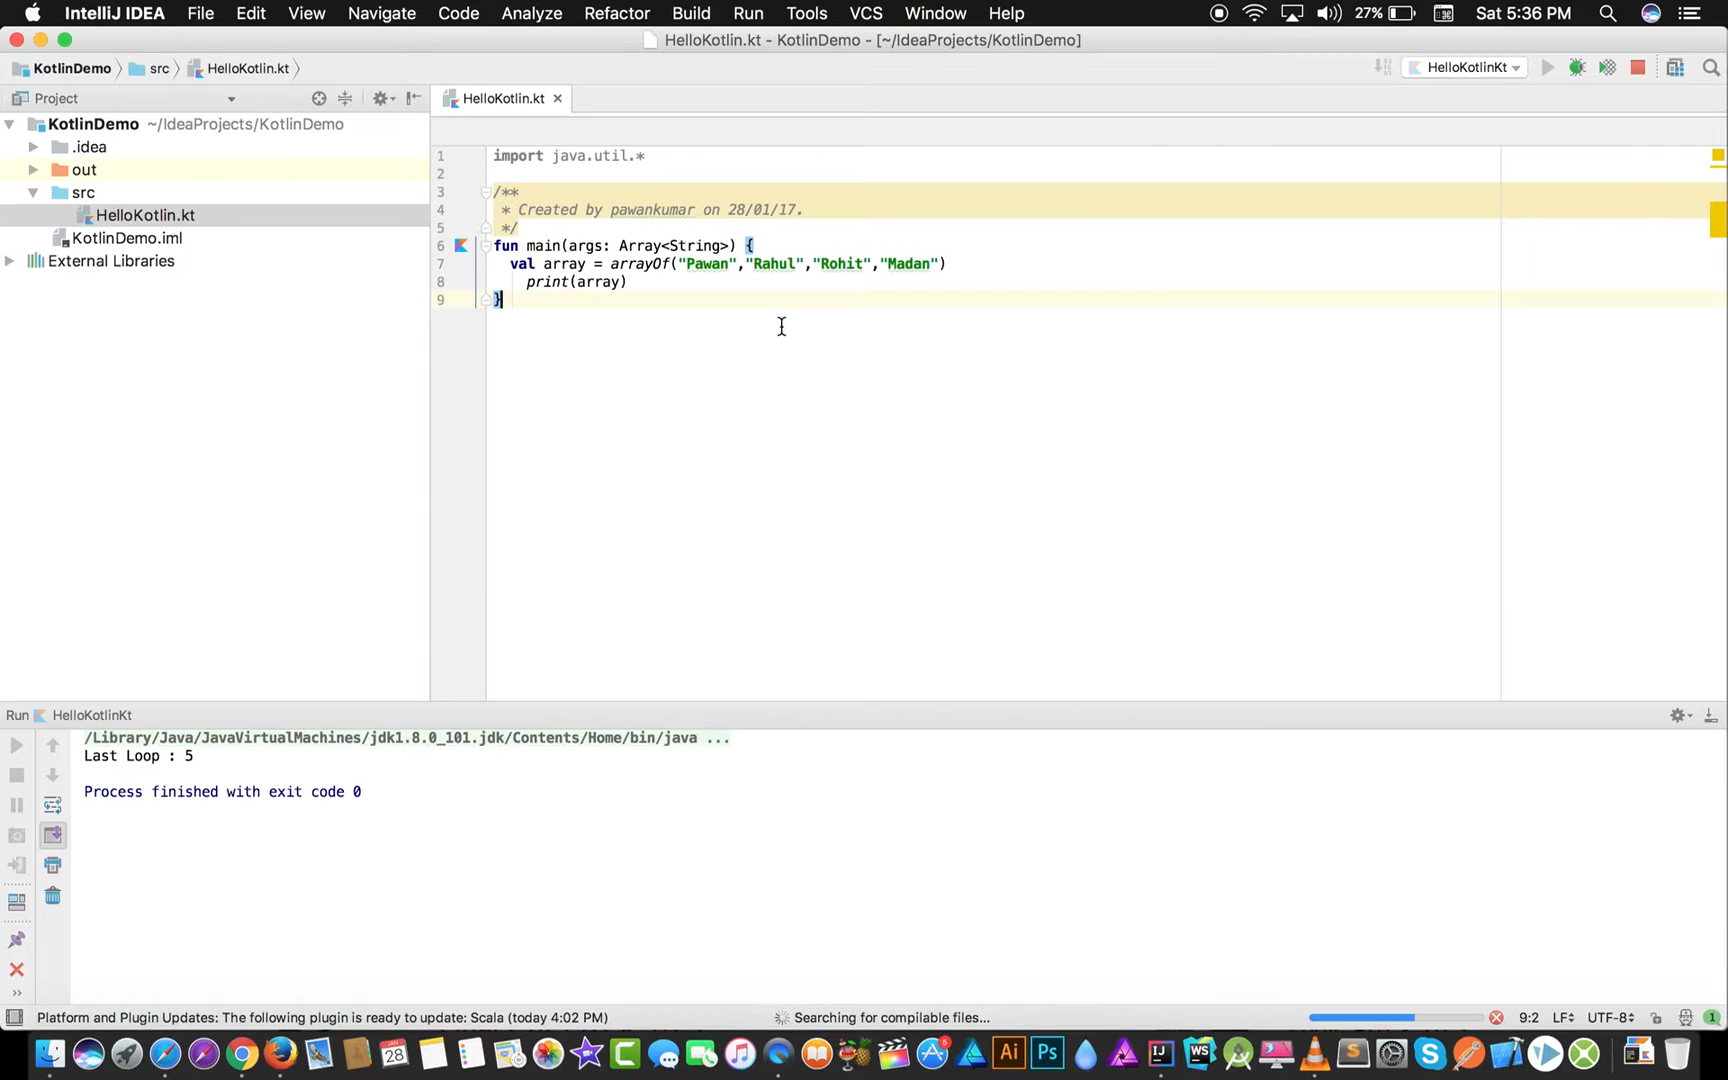 IntelliJ IDEA File Edit View Navigate Code Analyze Refactor Build Run Tools VCS Window Help 27% Sat 5:36 PM
HelloKotlin.kt - KotlinDemo - [~/IdeaProjects/KotlinDemo]
KotlinDemo src HelloKotlin.kt HelloKotlinKt
Project HelloKotlin.kt
KotlinDemo ~/IdeaProjects/KotlinDemo
.idea
out
src
HelloKotlin.kt
KotlinDemo.iml
External Libraries
1 import java.util.*
2
3 /**
4 * Created by pawankumar on 28/01/17.
5 */
6 fun main(args: Array<String>) {
7 val array = arrayOf("Pawan","Rahul","Rohit","Madan")
8 print(array)
9 }
Run HelloKotlinKt
/Library/Java/JavaVirtualMachines/jdk1.8.0_101.jdk/Contents/Home/bin/java ...
Last Loop : 5
Process finished with exit code 0
Platform and Plugin Updates: The following plugin is ready to update: Scala (today 4:02 PM) Searching for compilable files... 9:2 LF UTF-8 1
28 Ai Ps IJ WS